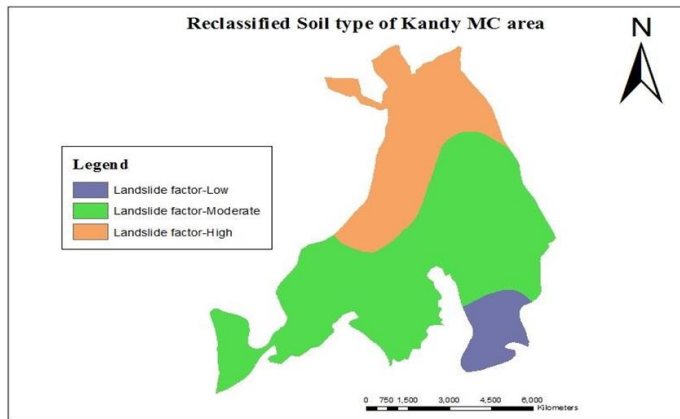 Reclassified Soil type of Kandy MC area
N
Legend
Landslide factor-Low
Landslide factor-Moderate
Landslide factor-High
0 750 1,500 3,000 4,500 6,000
Kilometers